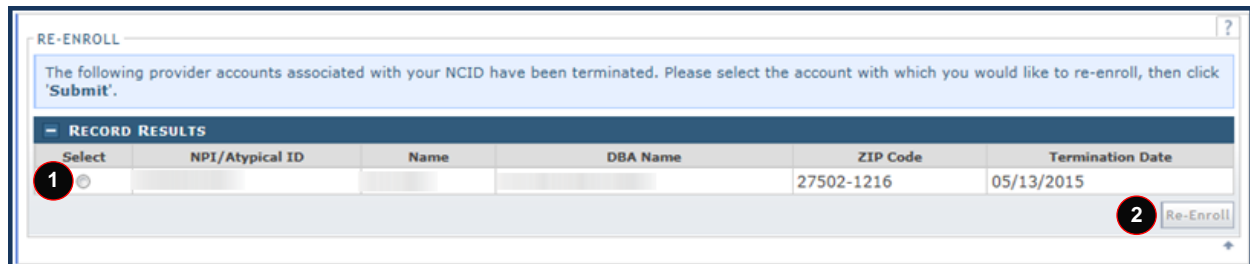 ?
RE-ENROLL
The following provider accounts associated with your NCID have been terminated. Please select the account with which you would like to re-enroll, then click
'Submit'.
RECORD RESULTS
Select NPI/Atypical ID Name DBA Name ZIP Code Termination Date
1 27502-1216 05/13/2015
2 Re-Enroll